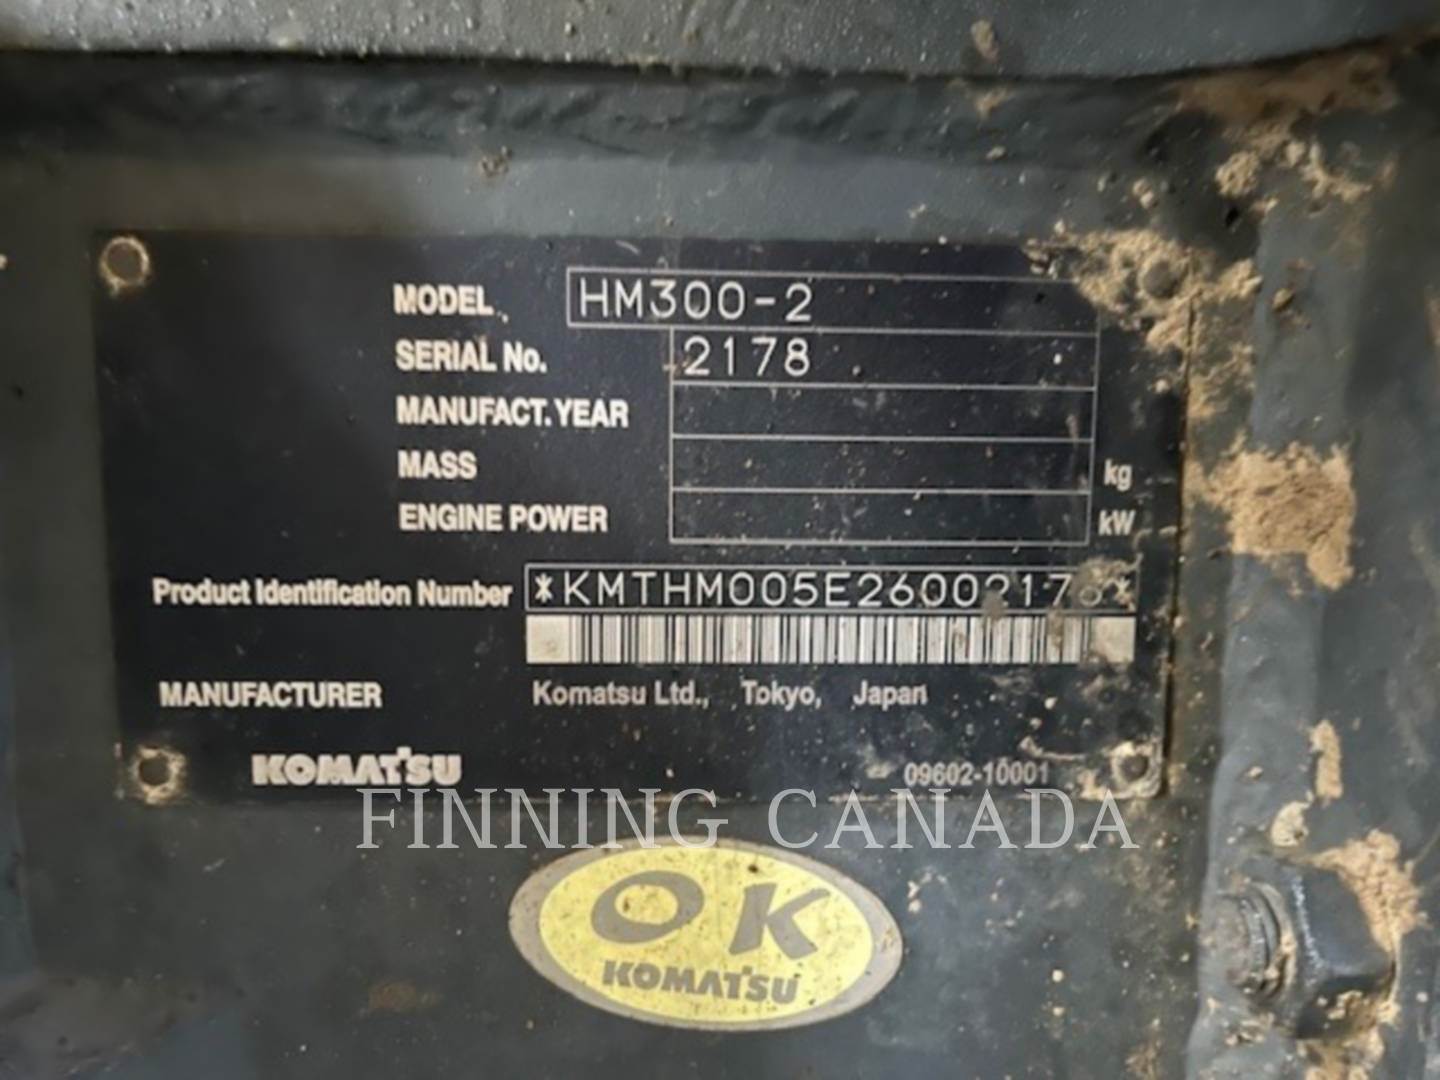 MODEL HM300-2
SERIAL No. 2178
MANUFACT. YEAR
MASS kg
ENGINE POWER kW
Product Identification Number *KMTHM005E26002178*
MANUFACTURER Komatsu Ltd., Tokyo, Japan
KOMATSU 09602-10001
FINNING CANADA
OK
KOMATSU